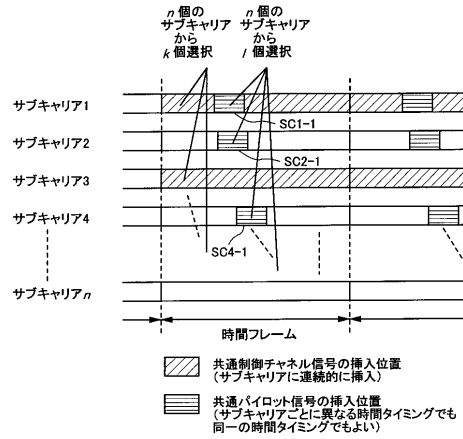 n個の
サブキャリア
から
k個選択
n個の
サブキャリア
から
l個選択
サブキャリア1
SC1-1
サブキャリア2
SC2-1
サブキャリア3
サブキャリア4
SC4-1
サブキャリアn
時間フレーム
共通制御チャネル信号の挿入位置
(サブキャリアに連続的に挿入)
共通パイロット信号の挿入位置
(サブキャリアごとに異なる時間タイミングでも
同一の時間タイミングでもよい)